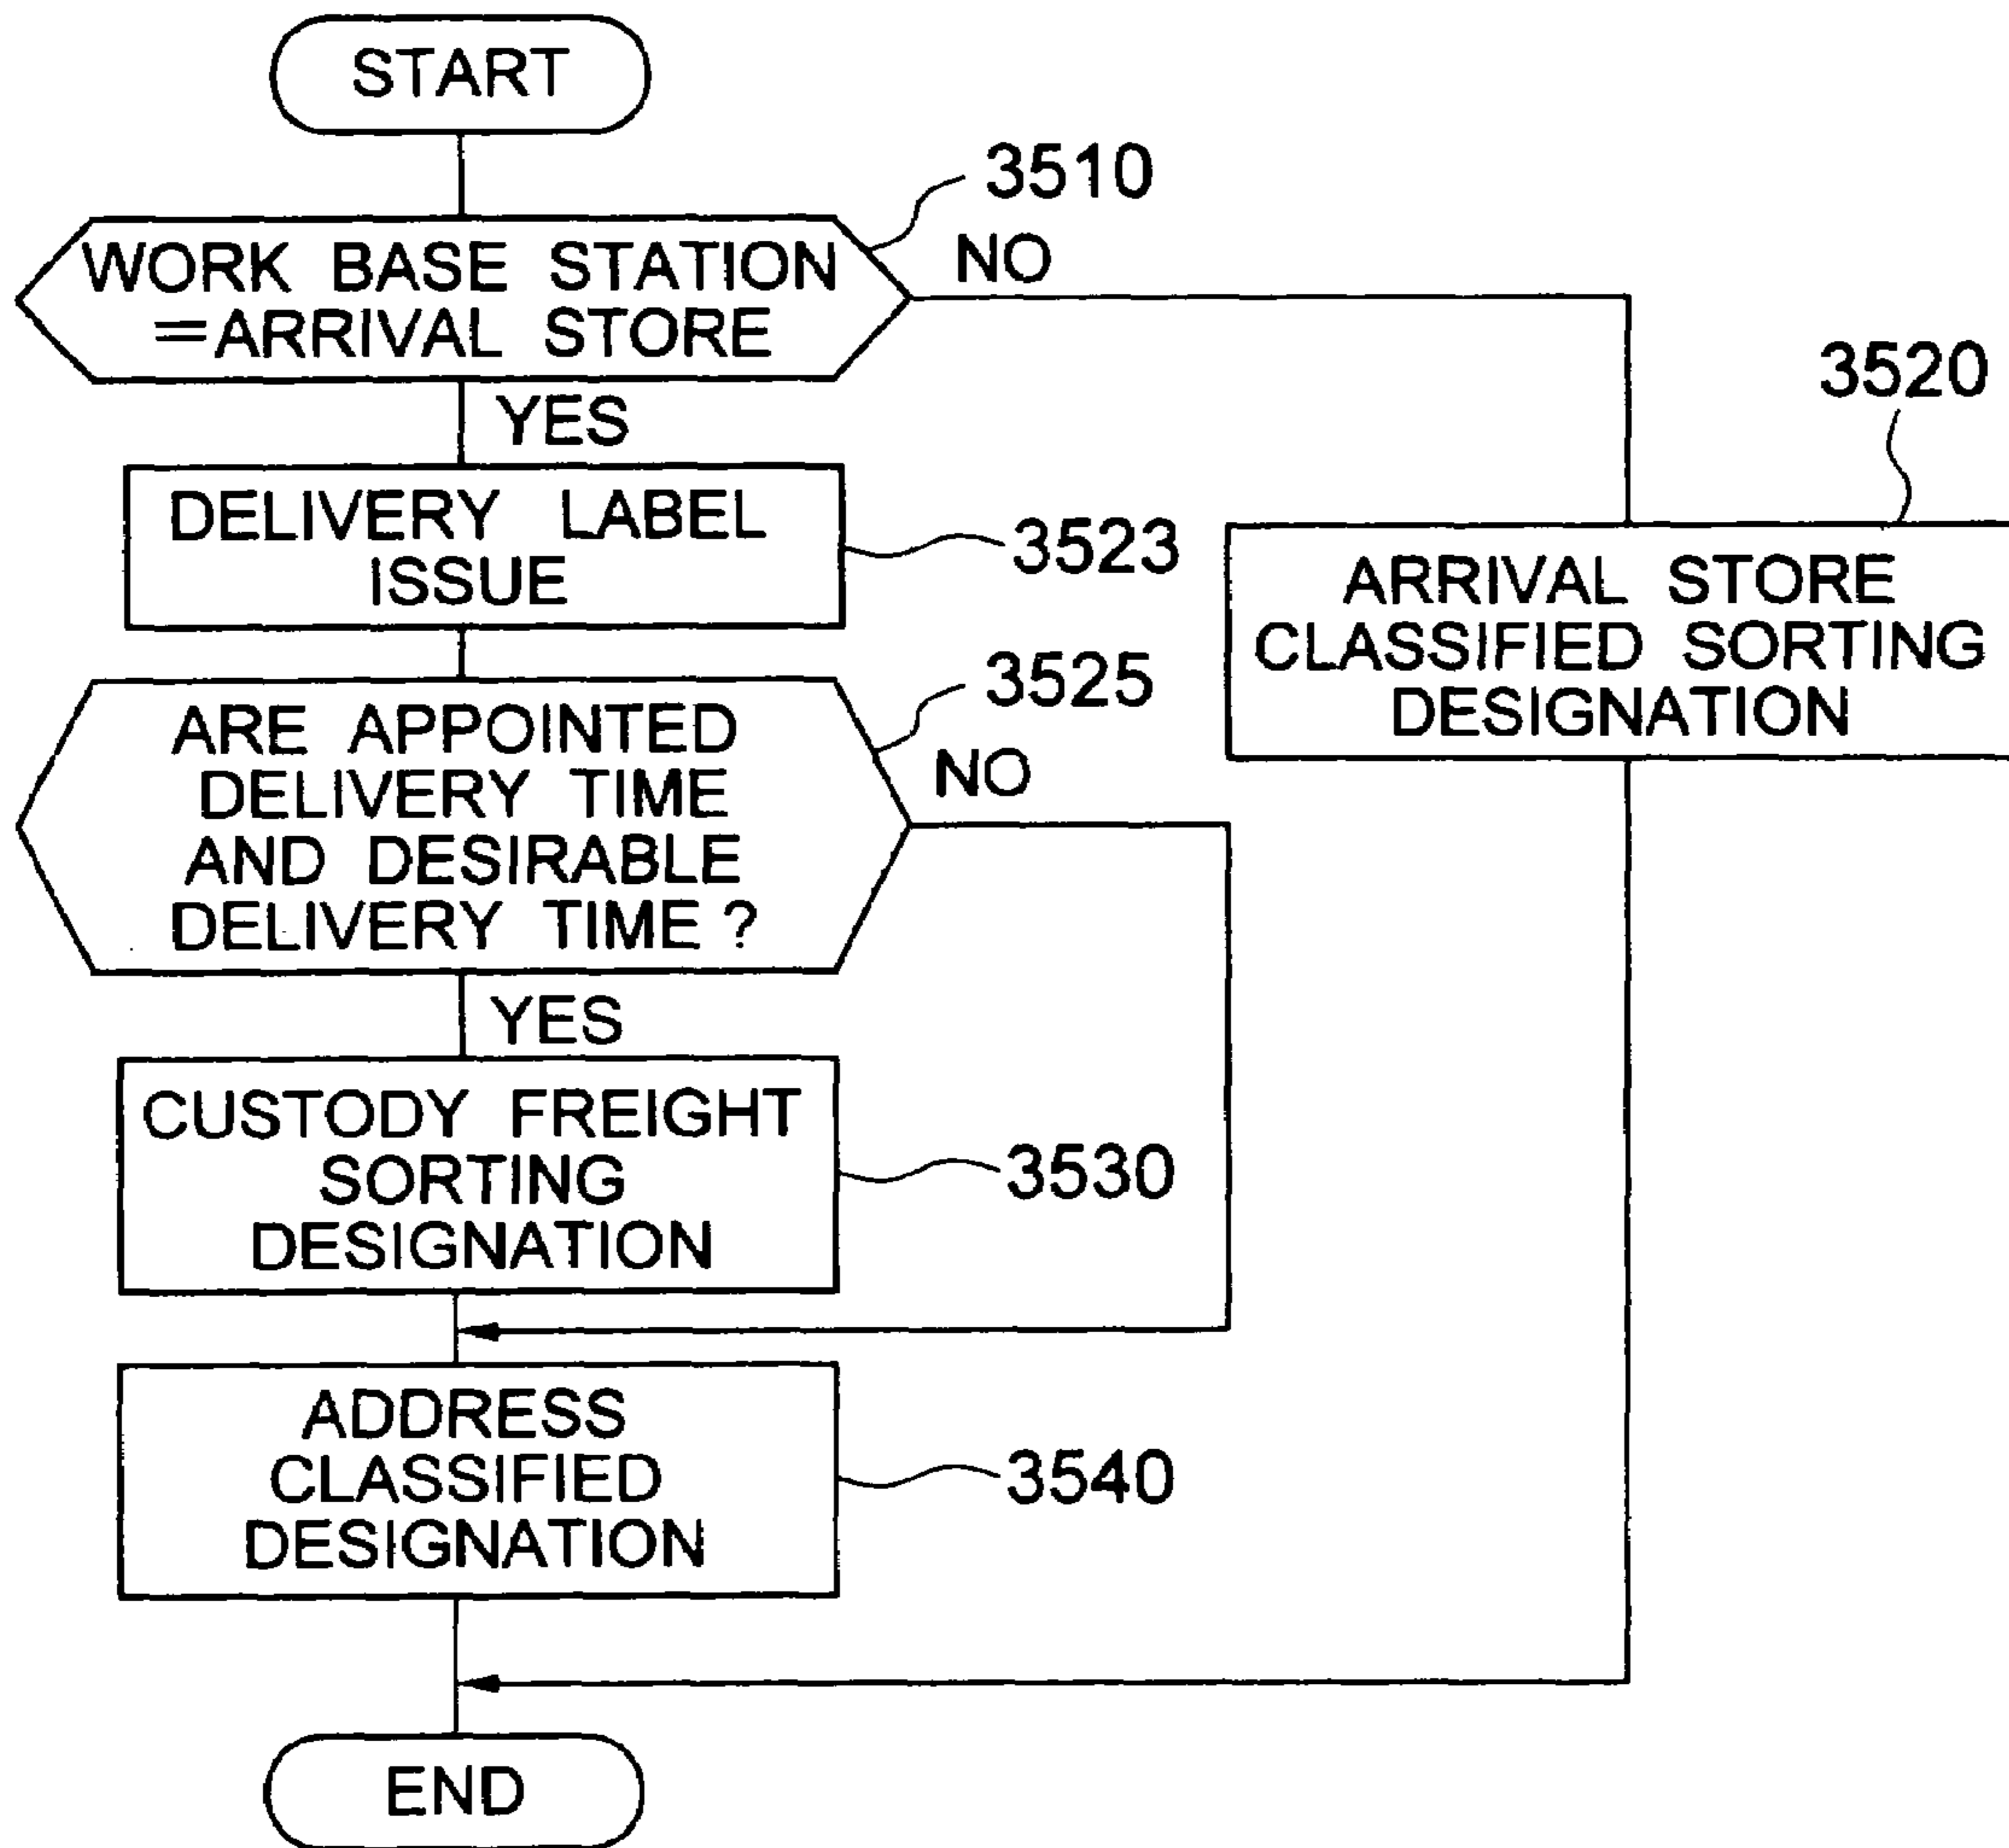 START
3510
WORK BASE STATION
=ARRIVAL STORE
NO
YES
3520
DELIVERY LABEL
ISSUE
3523
ARRIVAL STORE
CLASSIFIED SORTING
DESIGNATION
3525
ARE APPOINTED
DELIVERY TIME
AND DESIRABLE
DELIVERY TIME?
NO
YES
CUSTODY FREIGHT
SORTING
DESIGNATION
3530
ADDRESS
CLASSIFIED
DESIGNATION
3540
END